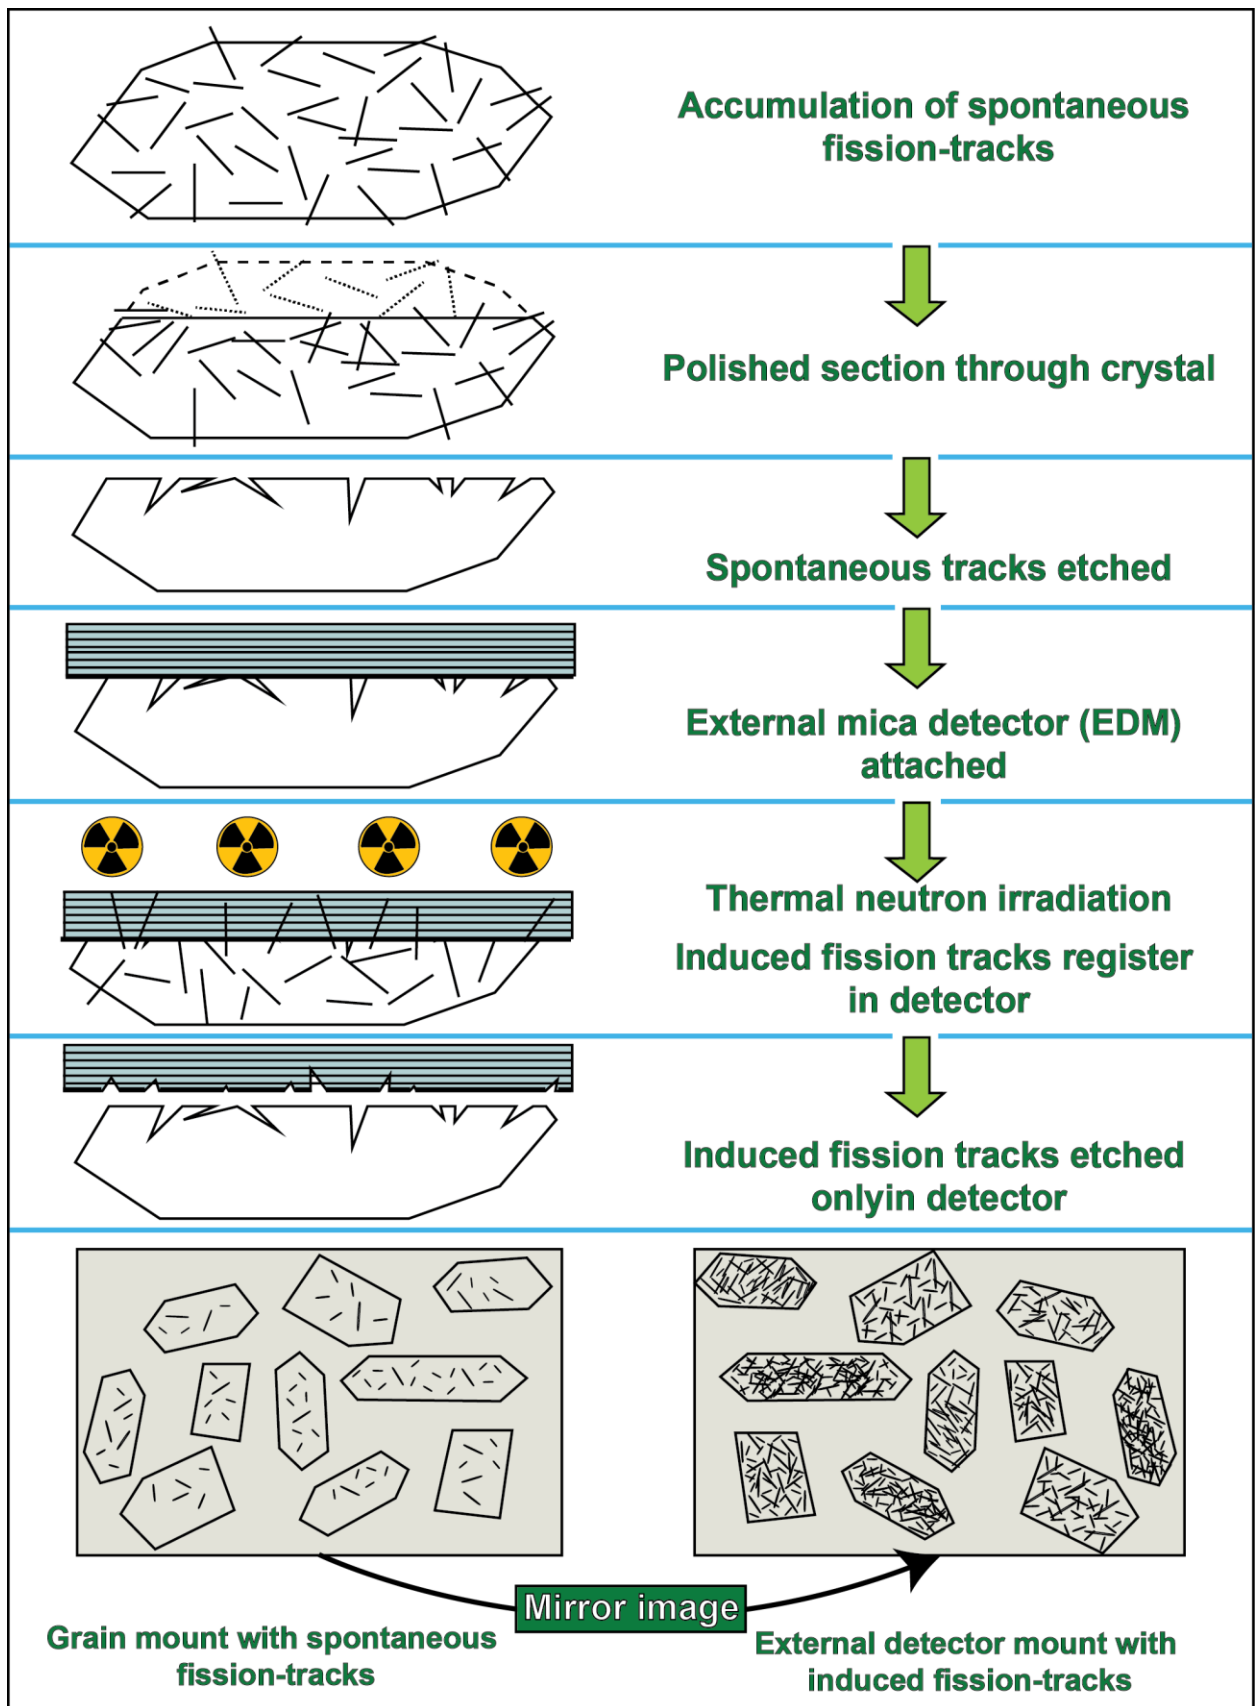 Accumulation of spontaneous
fission-tracks
Polished section through crystal
Spontaneous tracks etched
External mica detector (EDM)
attached
Thermal neutron irradiation
Induced fission tracks register
in detector
Induced fission tracks etched
onlyin detector
Mirror image
Grain mount with spontaneous
fission-tracks
External detector mount with
induced fission-tracks